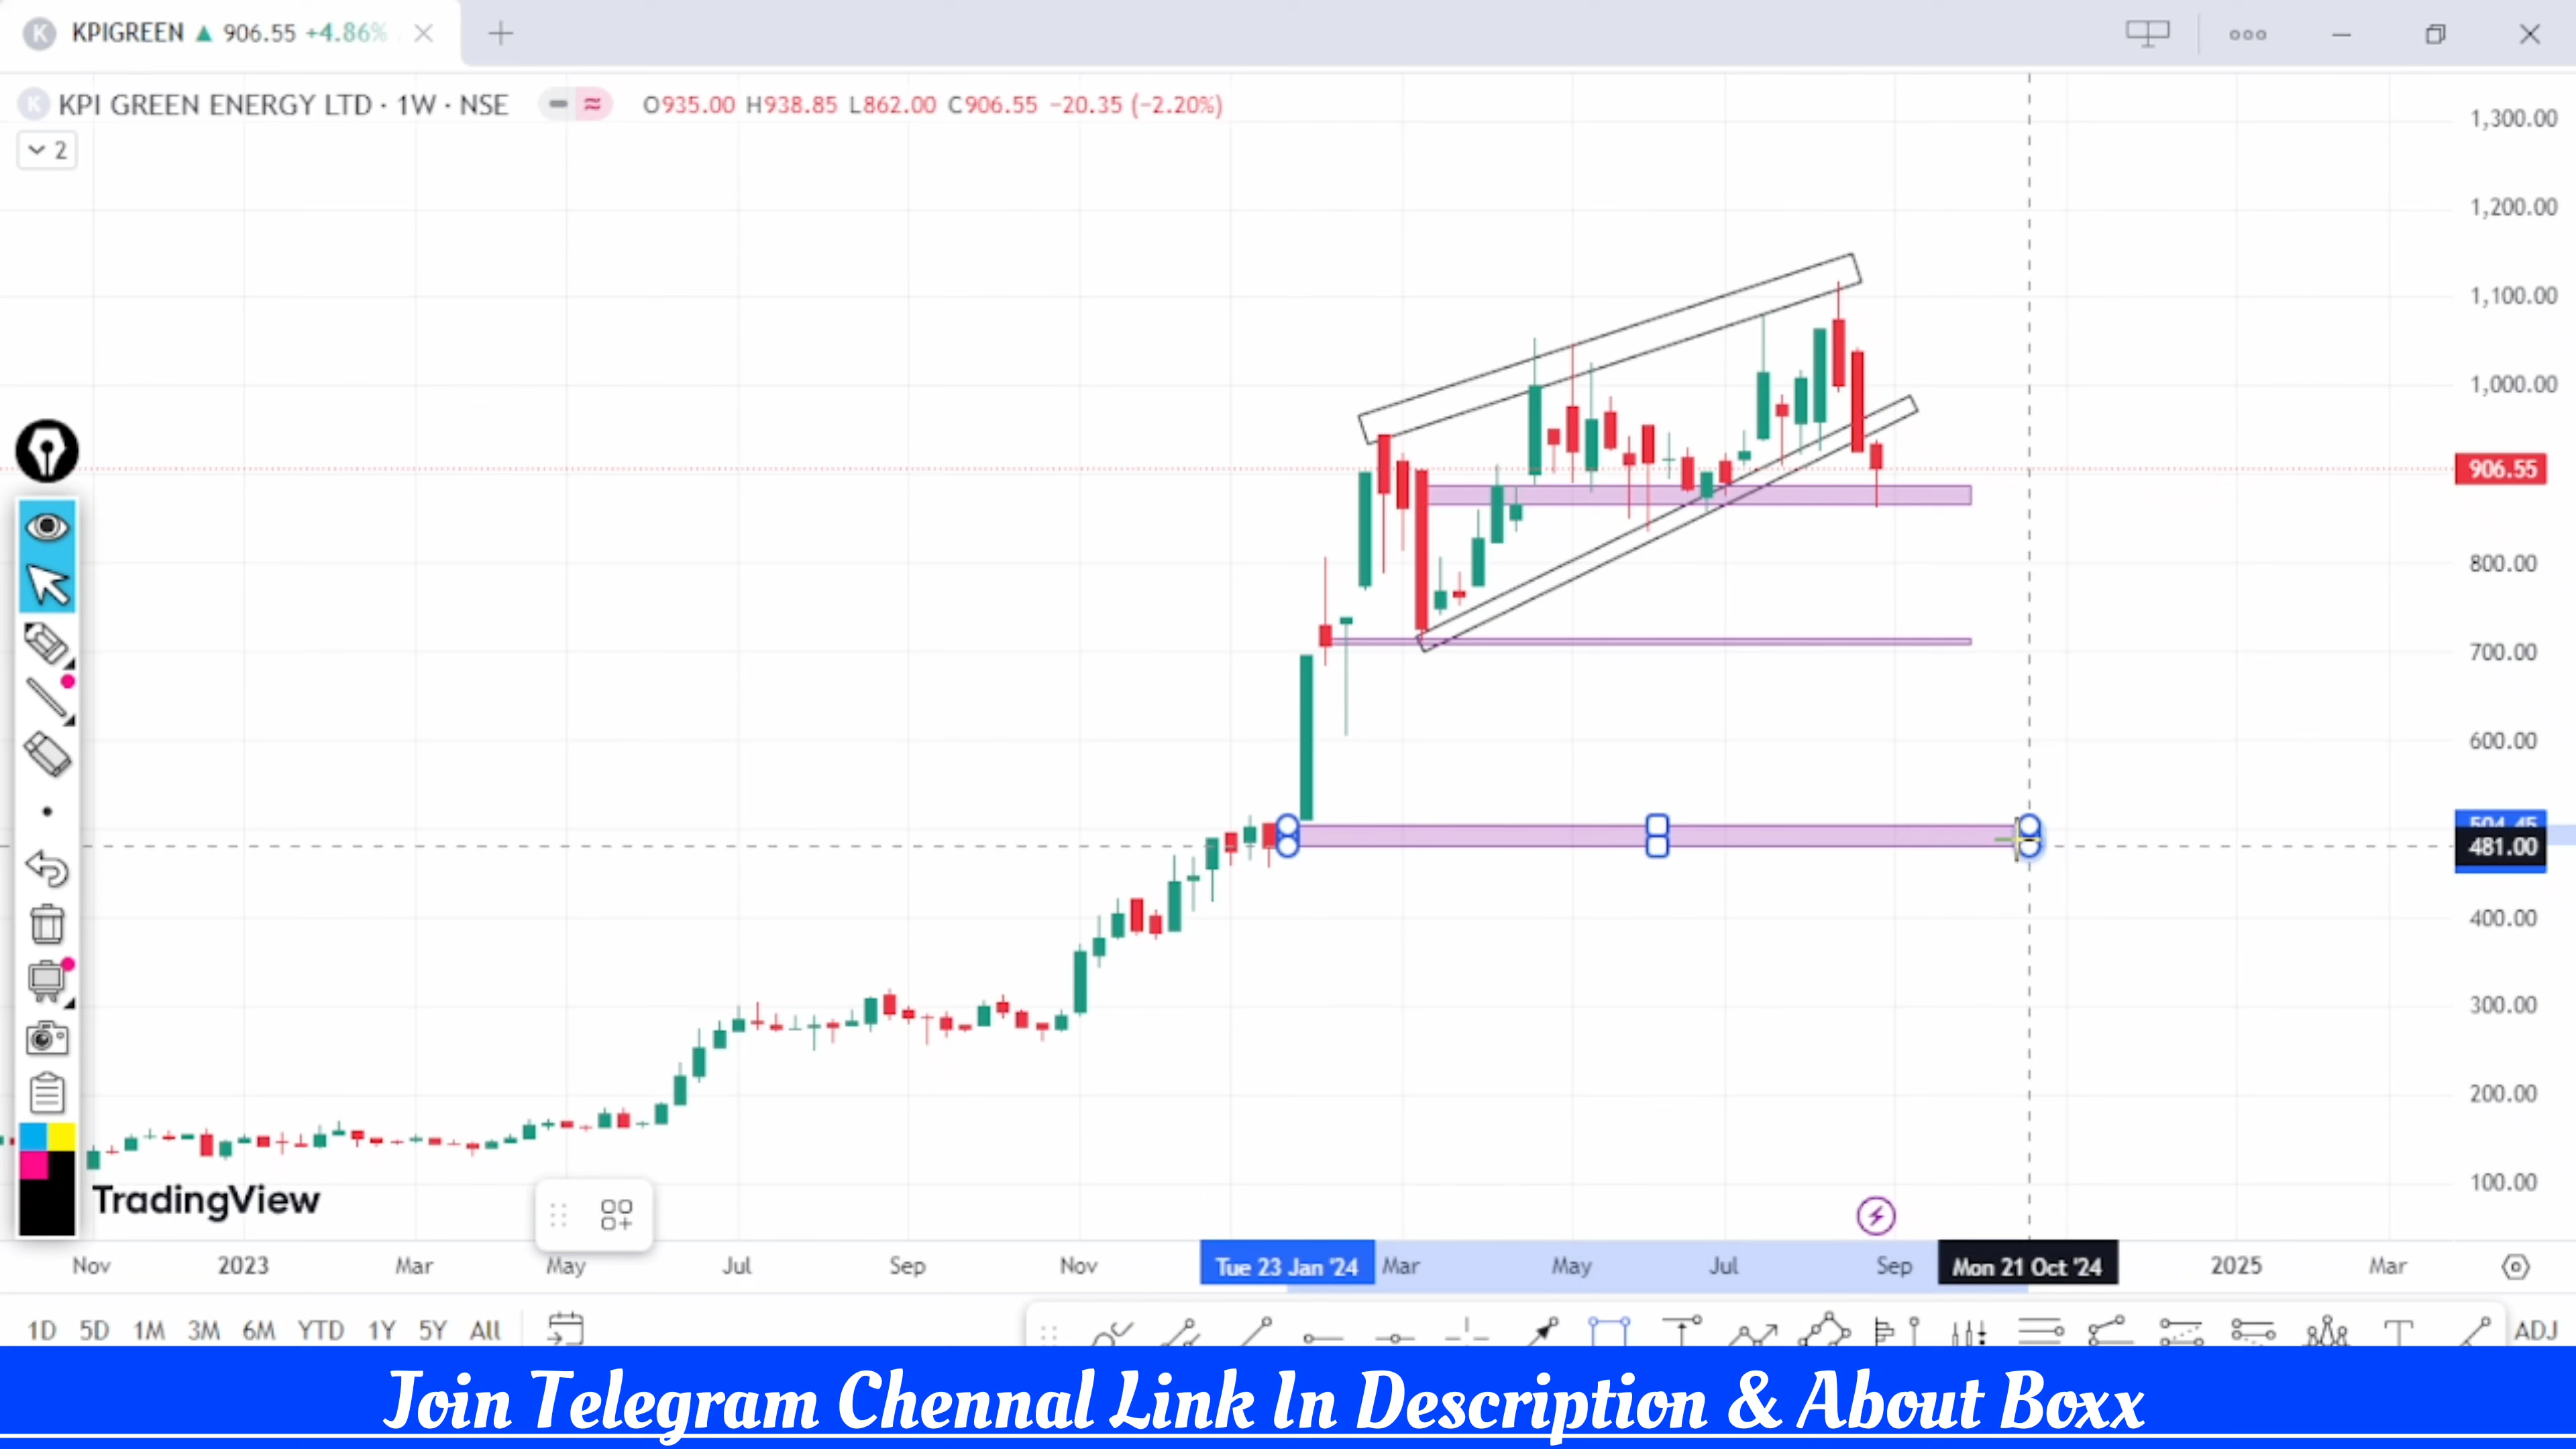 K KPIGREEN ▲ 906.55 +4.86%
K KPI GREEN ENERGY LTD · 1W · NSE O935.00 H938.85 L862.00 C906.55 −20.35 (−2.20%)
2
1,300.00
1,200.00
1,100.00
1,000.00
906.55
800.00
700.00
600.00
504.45
481.00
400.00
300.00
200.00
100.00
TradingView
Nov 2023 Mar May Jul Sep Nov Tue 23 Jan '24 Mar May Jul Sep Mon 21 Oct '24 2025 Mar
1D 5D 1M 3M 6M YTD 1Y 5Y All ADJ
Join Telegram Chennal Link In Description & About Boxx